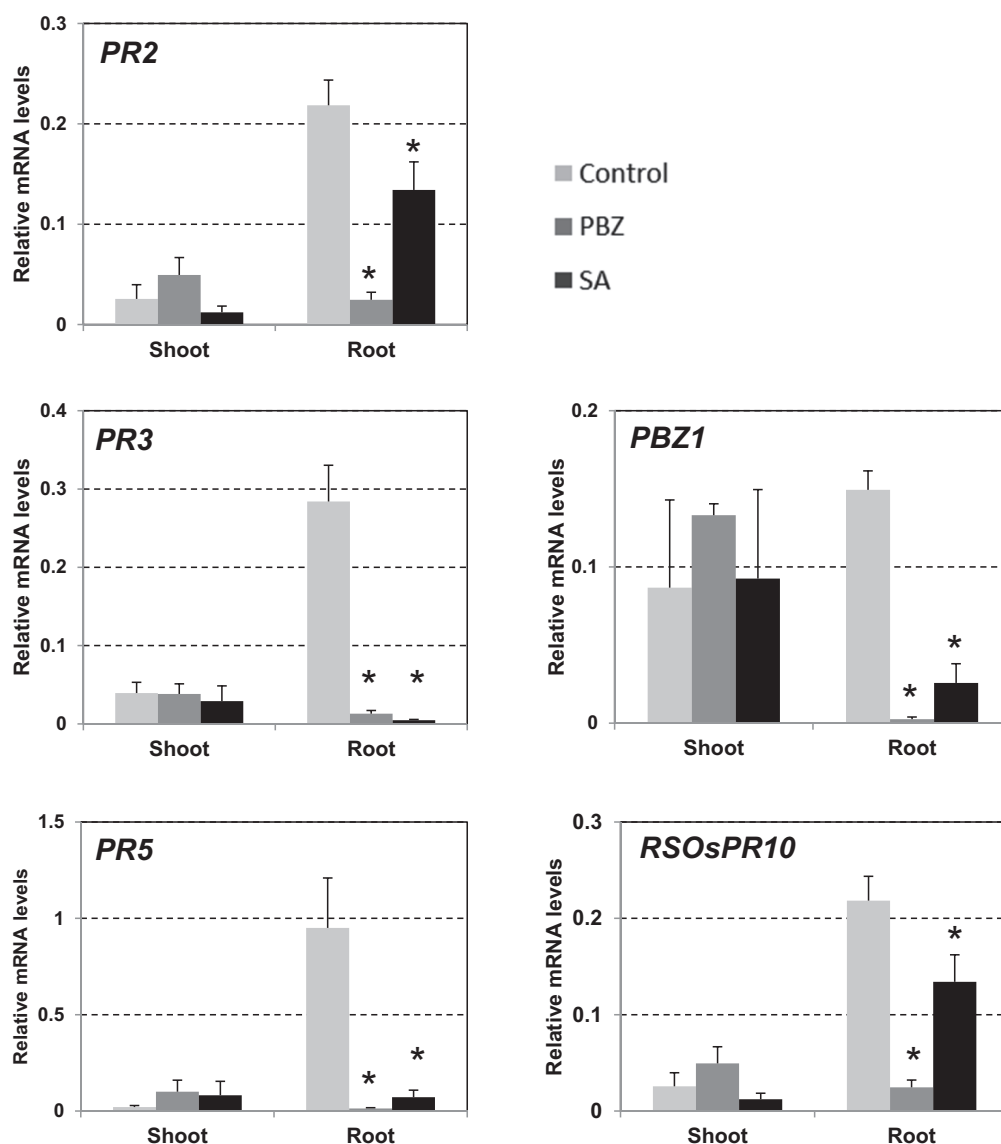 PR2
Relative mRNA levels
0.3
0.2
0.1
0
*
*
Shoot
Root
Control
PBZ
SA
PR3
Relative mRNA levels
0.4
0.3
0.2
0.1
0
*
*
Shoot
Root
PBZ1
Relative mRNA levels
0.2
0.1
0
*
*
Shoot
Root
PR5
Relative mRNA levels
1.5
1
0.5
0
*
*
Shoot
Root
RSOsPR10
Relative mRNA levels
0.3
0.2
0.1
0
*
*
Shoot
Root